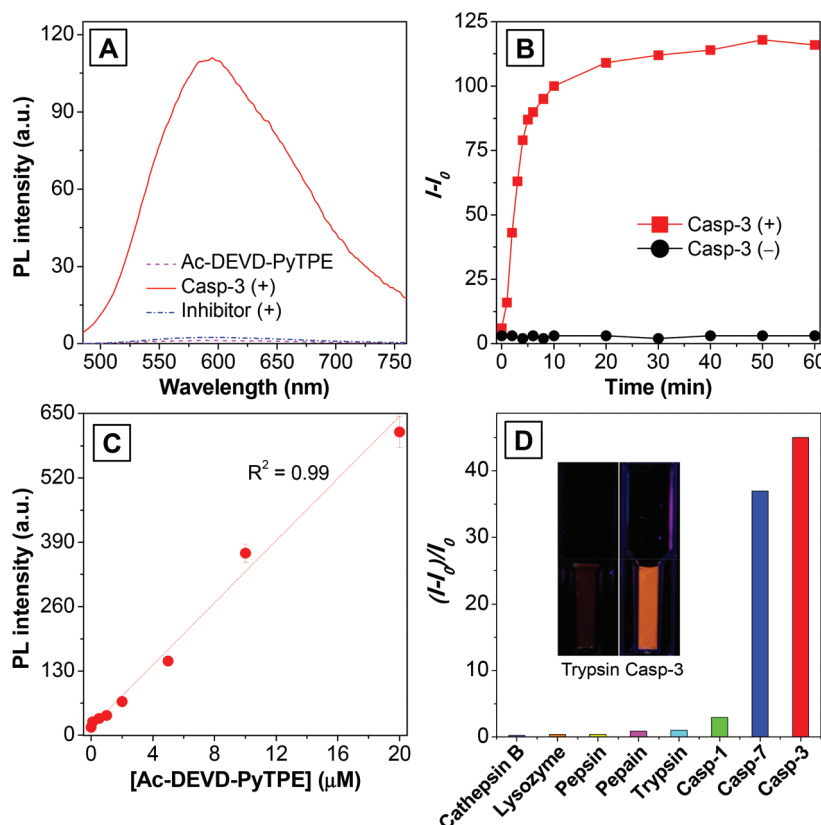 A
PL intensity (a.u.)
120
90
60
30
0
Ac-DEVD-PyTPE
Casp-3 (+)
Inhibitor (+)
500 550 600 650 700 750
Wavelength (nm)
B
I-I0
125
100
75
50
25
0
Casp-3 (+)
Casp-3 (–)
0 10 20 30 40 50 60
Time (min)
C
PL intensity (a.u.)
650
520
390
260
130
0
R2 = 0.99
0 4 8 12 16 20
[Ac-DEVD-PyTPE] (μM)
D
(I-I0)/I0
40
30
20
10
0
Trypsin Casp-3
Cathepsin B
Lysozyme
Pepsin
Pepain
Trypsin
Casp-1
Casp-7
Casp-3